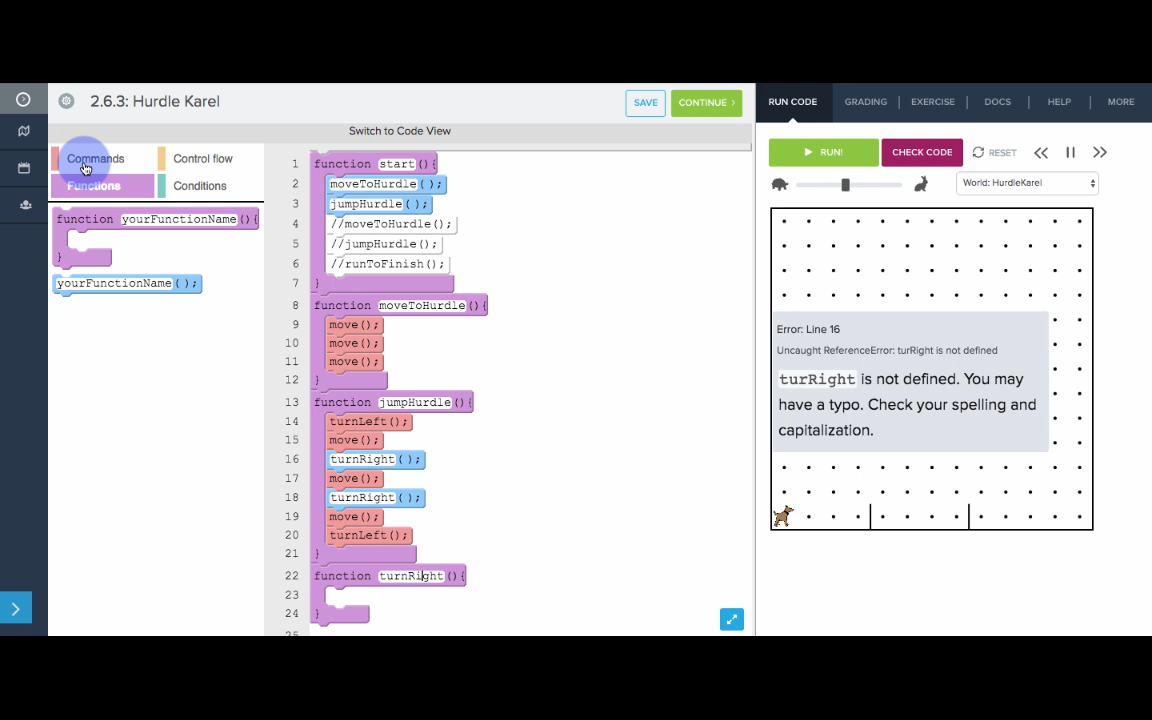 2.6.3: Hurdle Karel
SAVE
CONTINUE >
RUN CODE
GRADING
EXERCISE
DOCS
HELP
MORE
Switch to Code View
Commands
Control flow
Functions
Conditions
function yourFunctionName(){
}
yourFunctionName();
1 function start(){
2 moveToHurdle();
3 jumpHurdle();
4 //moveToHurdle();
5 //jumpHurdle();
6 //runToFinish();
7 }
8 function moveToHurdle(){
9 move();
10 move();
11 move();
12 }
13 function jumpHurdle(){
14 turnLeft();
15 move();
16 turnRight();
17 move();
18 turnRight();
19 move();
20 turnLeft();
21 }
22 function turnRight(){
23
24 }
25
RUN!
CHECK CODE
RESET
World: HurdleKarel
Error: Line 16
Uncaught ReferenceError: turRight is not defined
turRight is not defined. You may
have a typo. Check your spelling and
capitalization.